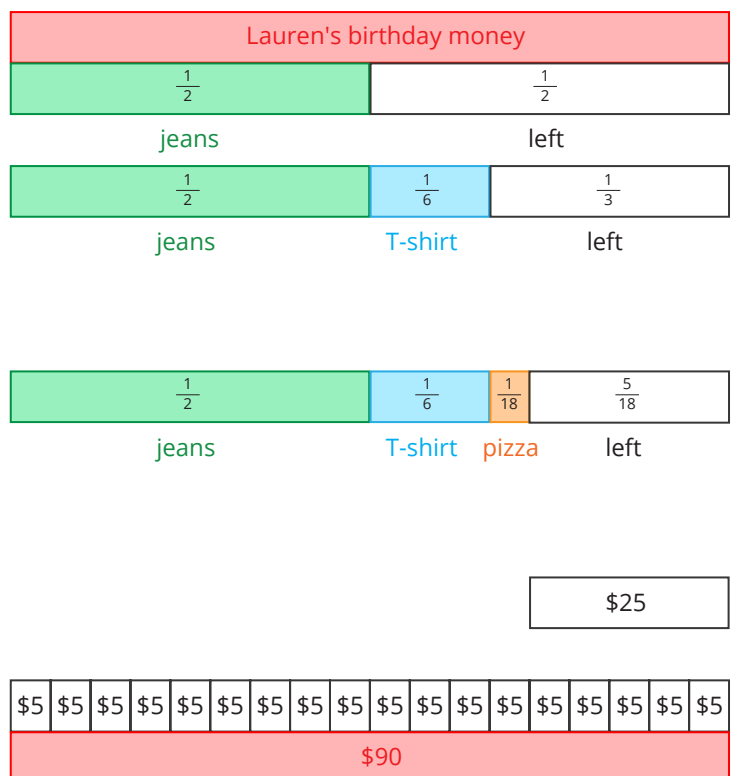 Lauren's birthday money
1/2 1/2
jeans left
1/2 1/6 1/3
jeans T-shirt left
1/2 1/6 1/18 5/18
jeans T-shirt pizza left
$25
$5 $5 $5 $5 $5 $5 $5 $5 $5 $5 $5 $5 $5 $5 $5 $5 $5 $5
$90